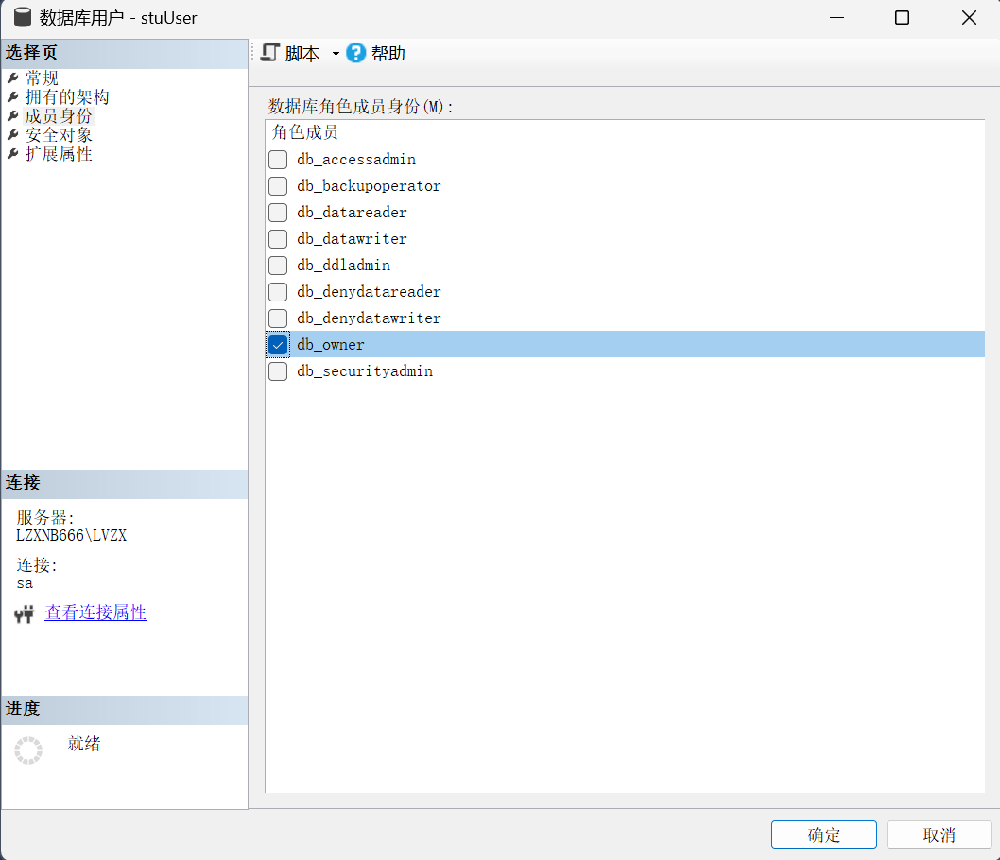 数据库用户 - stuUser
选择页
常规
拥有的架构
成员身份
安全对象
扩展属性
脚本
帮助
数据库角色成员身份(M):
角色成员
db_accessadmin
db_backupoperator
db_datareader
db_datawriter
db_ddladmin
db_denydatareader
db_denydatawriter
db_owner
db_securityadmin
连接
服务器:
LZXNB666\LVZX
连接:
sa
查看连接属性
进度
就绪
确定
取消